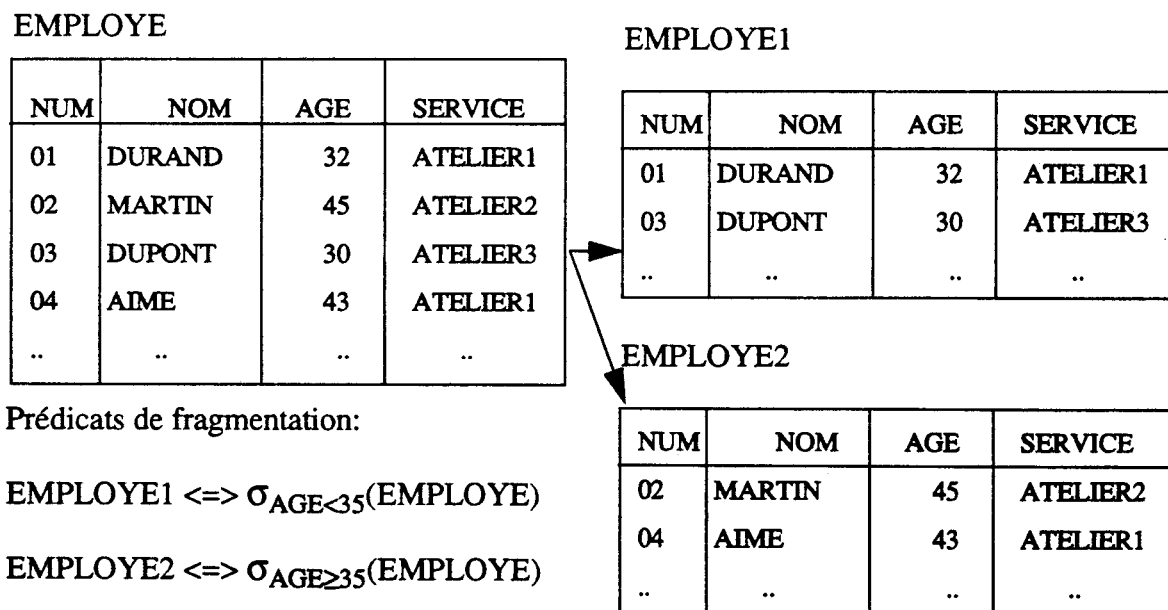 EMPLOYE
NUM NOM AGE SERVICE
01 DURAND 32 ATELIER1
02 MARTIN 45 ATELIER2
03 DUPONT 30 ATELIER3
04 AIME 43 ATELIER1
.. .. .. ..
Prédicats de fragmentation:
EMPLOYE1 <=> σAGE<35(EMPLOYE)
EMPLOYE2 <=> σAGE≥35(EMPLOYE)
EMPLOYE1
NUM NOM AGE SERVICE
01 DURAND 32 ATELIER1
03 DUPONT 30 ATELIER3
.. .. .. ..
EMPLOYE2
NUM NOM AGE SERVICE
02 MARTIN 45 ATELIER2
04 AIME 43 ATELIER1
.. .. .. ..